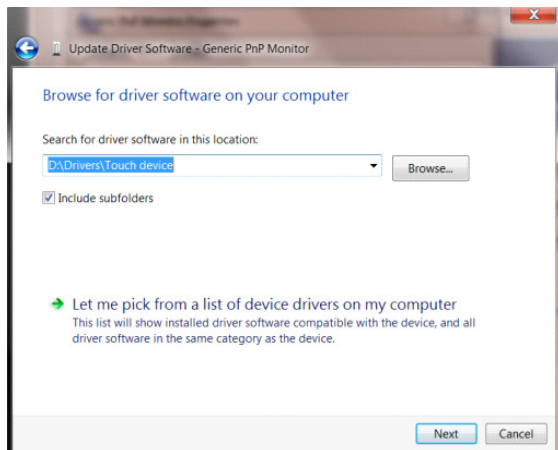 Update Driver Software - Generic PnP Monitor
Browse for driver software on your computer
Search for driver software in this location:
D:\Drivers\Touch device
Browse...
Include subfolders
Let me pick from a list of device drivers on my computer
This list will show installed driver software compatible with the device, and all
driver software in the same category as the device.
Next
Cancel